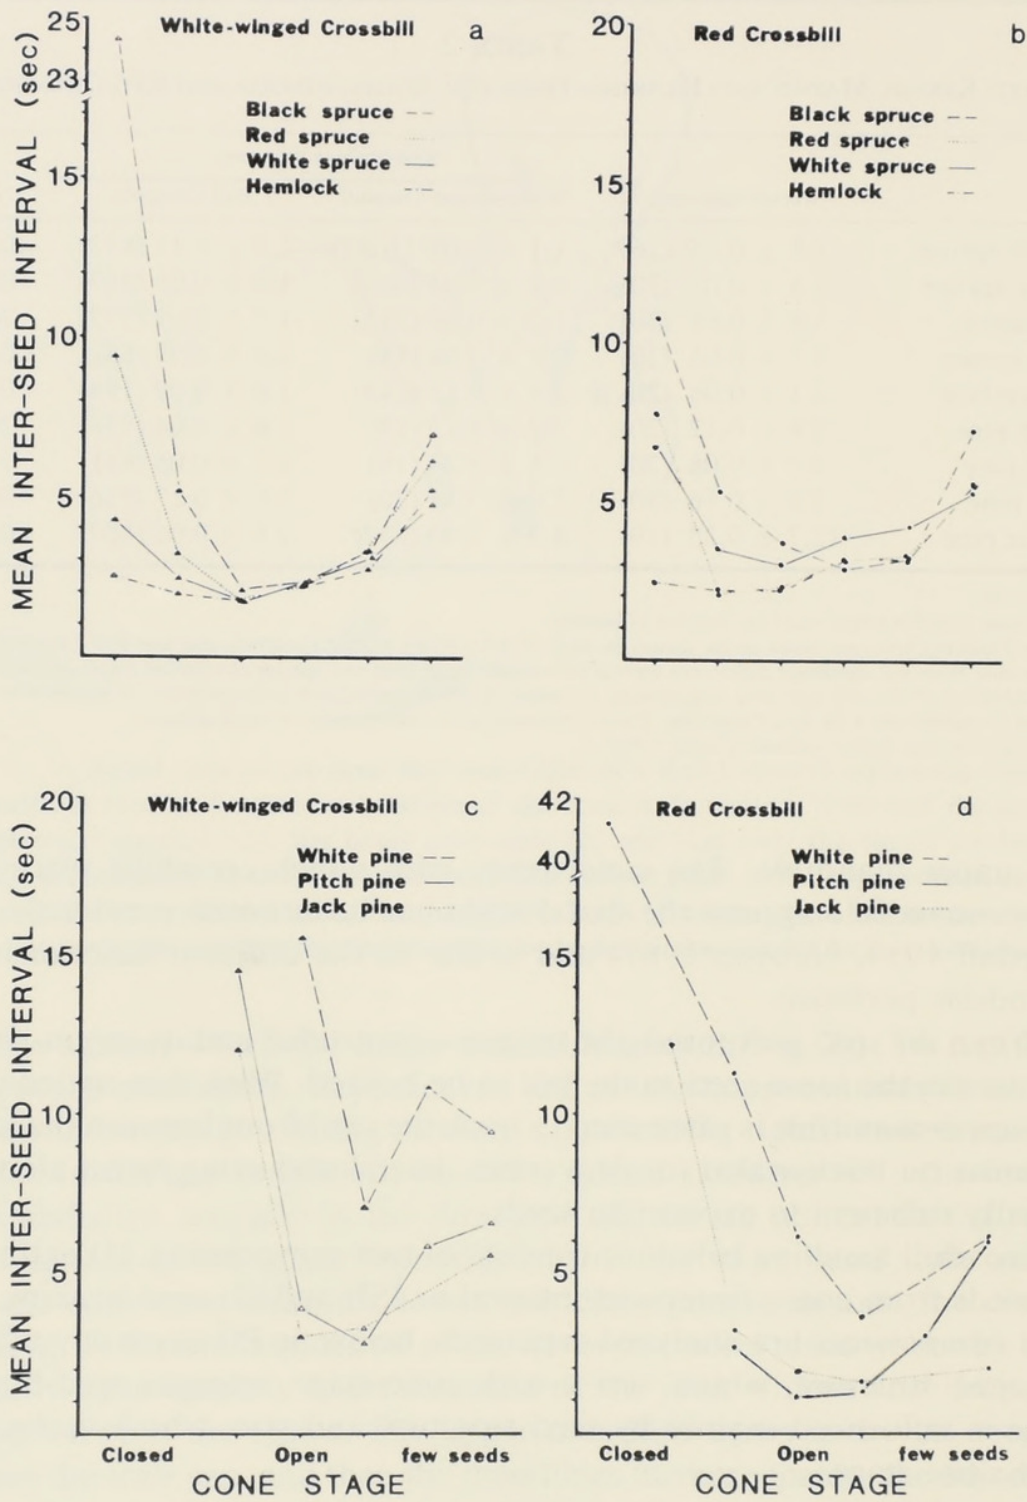 White-winged Crossbill a
25
23
15
10
5
MEAN INTER-SEED INTERVAL (sec)
Black spruce
Red spruce
White spruce
Hemlock
Red Crossbill b
20
15
10
5
Black spruce
Red spruce
White spruce
Hemlock
White-winged Crossbill c
20
15
10
5
MEAN INTER-SEED INTERVAL (sec)
White pine
Pitch pine
Jack pine
Closed Open few seeds
CONE STAGE
Red Crossbill d
42
40
15
10
5
White pine
Pitch pine
Jack pine
Closed Open few seeds
CONE STAGE